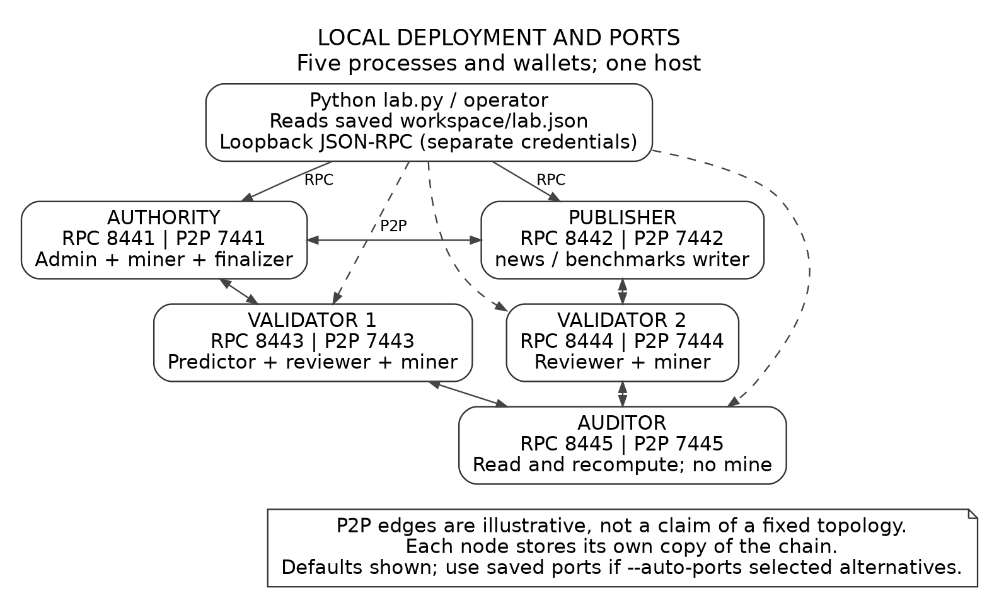 LOCAL DEPLOYMENT AND PORTS
Five processes and wallets; one host
Python lab.py / operator
Reads saved workspace/lab.json
Loopback JSON-RPC (separate credentials)
RPC
RPC
AUTHORITY
RPC 8441 | P2P 7441
Admin + miner + finalizer
P2P
PUBLISHER
RPC 8442 | P2P 7442
news / benchmarks writer
VALIDATOR 1
RPC 8443 | P2P 7443
Predictor + reviewer + miner
VALIDATOR 2
RPC 8444 | P2P 7444
Reviewer + miner
AUDITOR
RPC 8445 | P2P 7445
Read and recompute; no mine
P2P edges are illustrative, not a claim of a fixed topology.
Each node stores its own copy of the chain.
Defaults shown; use saved ports if --auto-ports selected alternatives.